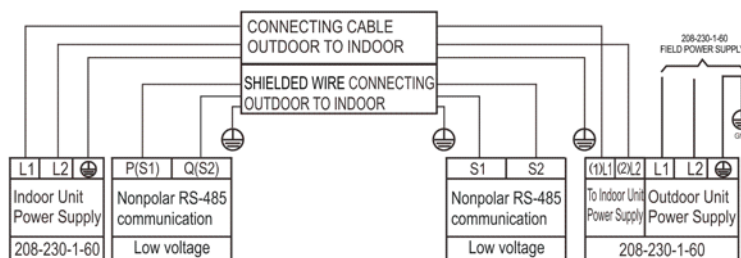 CONNECTING CABLE
OUTDOOR TO INDOOR
SHIELDED WIRE CONNECTING
OUTDOOR TO INDOOR
208-230-1-60
FIELD POWER SUPPLY
L1 L2
Indoor Unit
Power Supply
208-230-1-60
P(S1) Q(S2)
Nonpolar RS-485
communication
Low voltage
S1 S2
Nonpolar RS-485
communication
Low voltage
(1)L1 (2)L2 L1 L2
To Indoor Unit
Power Supply
Outdoor Unit
Power Supply
208-230-1-60